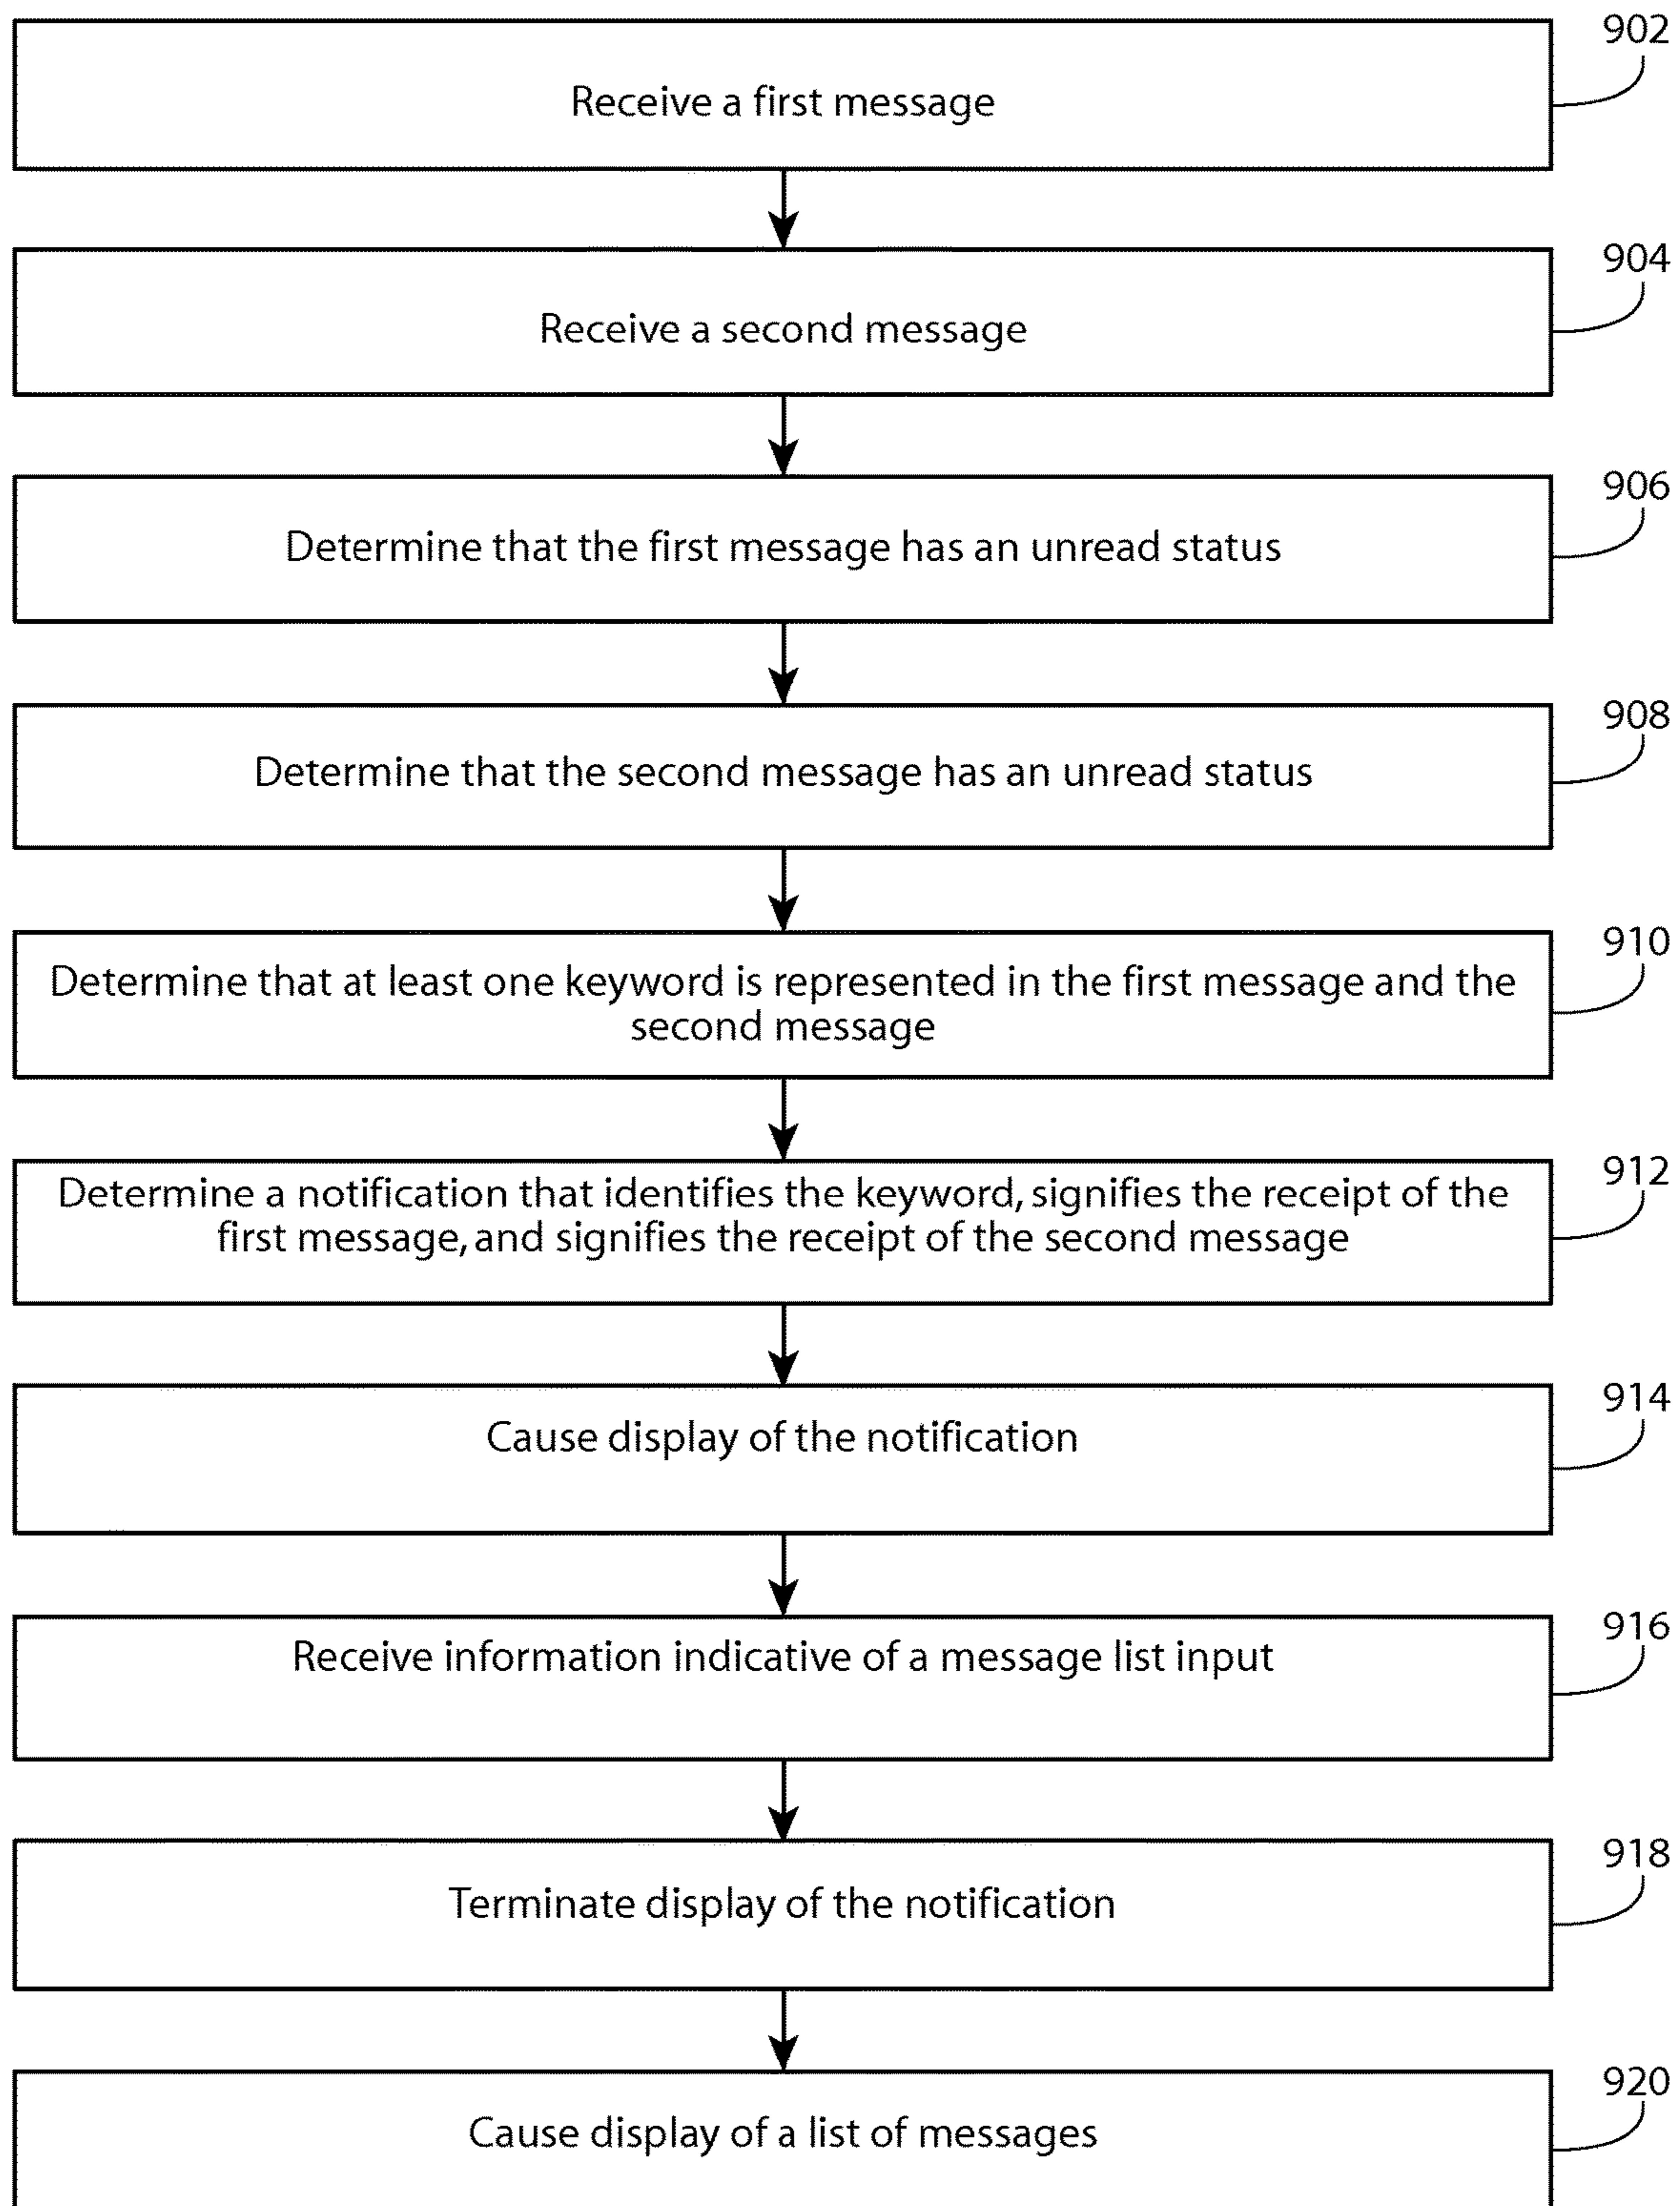 902
Receive a first message
904
Receive a second message
906
Determine that the first message has an unread status
908
Determine that the second message has an unread status
910
Determine that at least one keyword is represented in the first message and the
second message
912
Determine a notification that identifies the keyword, signifies the receipt of the
first message, and signifies the receipt of the second message
914
Cause display of the notification
916
Receive information indicative of a message list input
918
Terminate display of the notification
920
Cause display of a list of messages